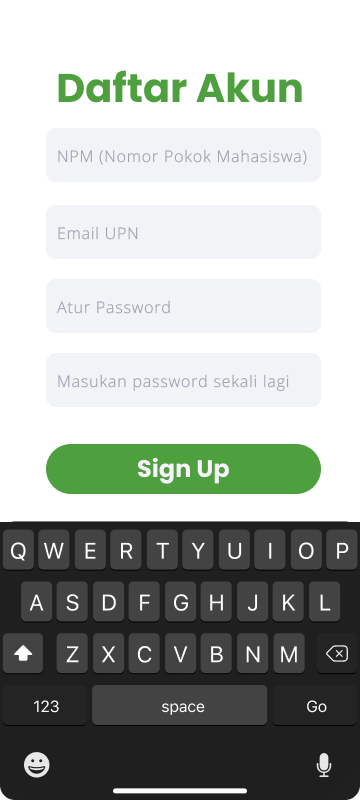 Daftar Akun
NPM (Nomor Pokok Mahasiswa)
Email UPN
Atur Password
Masukan password sekali lagi
Sign Up
Q W E R T Y U I O P
A S D F G H J K L
Z X C V B N M
123 space Go